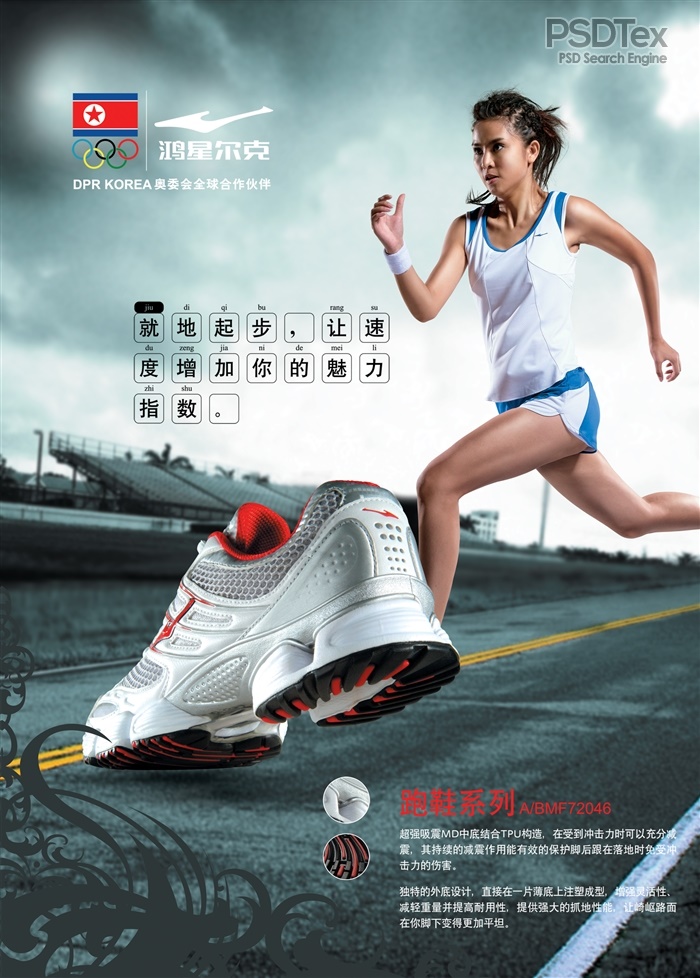 PSDTex
PSD Search Engine
鸿星尔克
DPR KOREA 奥委会全球合作伙伴
jiu di qi bu rang su
就地起步，让速
du zeng jia ni de mei li
度增加你的魅力
zhi shu
指数。
跑鞋系列 A/BMF72046
超强吸震MD中底结合TPU构造，在受到冲击力时可以充分减
震，其持续的减震作用能有效的保护脚后跟在落地时免受冲
击力的伤害。
独特的外底设计，直接在一片薄底上注塑成型，增强灵活性、
减轻重量并提高耐用性，提供强大的抓地性能，让崎岖路面
在你脚下变得更加平坦。